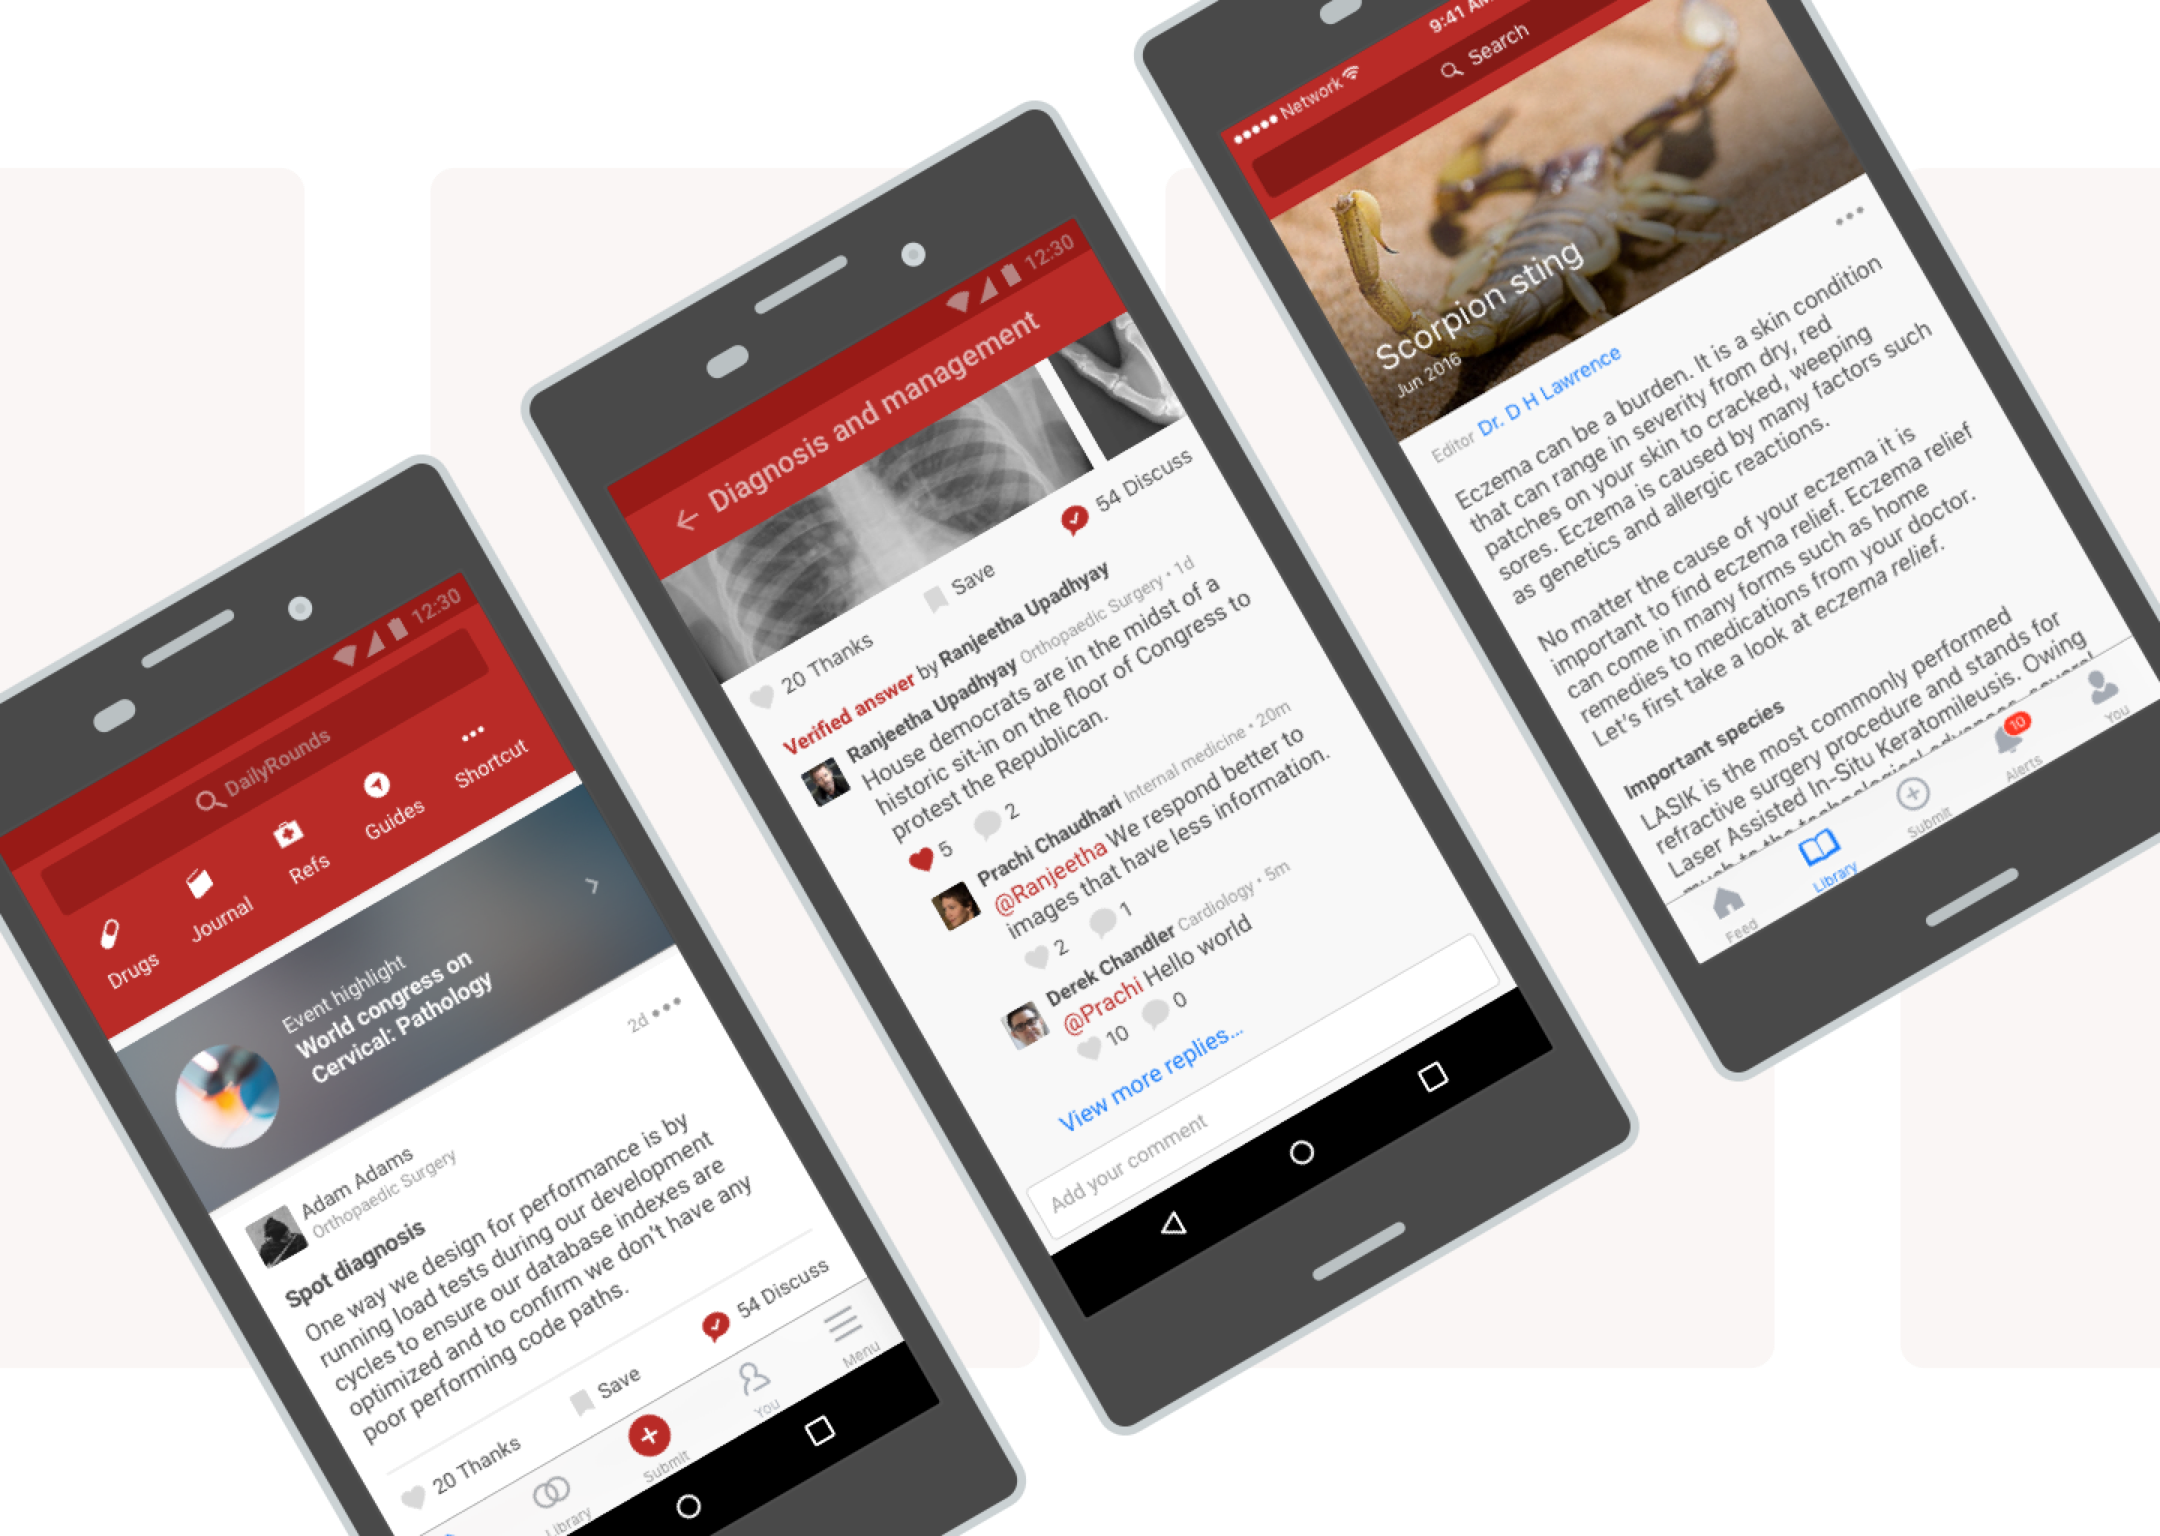 12:30
DailyRounds
Drugs
Journal
Refs
Guides
Shortcut
Event highlight
World congress on
Cervical: Pathology
2d
Adam Adams
Orthopaedic Surgery
Spot diagnosis
One way we design for performance is by
running load tests during our development
cycles to ensure our database indexes are
optimized and to confirm we don't have any
poor performing code paths.
20 Thanks
Save
54 Discuss
Library
Submit
You
Menu
12:30
Diagnosis and management
20 Thanks
Save
54 Discuss
Verified answer by Ranjeetha Upadhyay
Ranjeetha Upadhyay Orthopaedic Surgery • 1d
House democrats are in the midst of a
historic sit-in on the floor of Congress to
protest the Republican.
5
2
Prachi Chaudhari Internal medicine • 20m
@Ranjeetha We respond better to
images that have less information.
2
1
Derek Chandler Cardiology • 5m
@Prachi Hello world
10
0
View more replies...
Add your comment
Network
9:41 AM
Search
Scorpion sting
Jun 2016
Editor Dr. D H Lawrence
Eczema can be a burden. It is a skin condition
that can range in severity from dry, red
patches on your skin to cracked, weeping
sores. Eczema is caused by many factors such
as genetics and allergic reactions.
No matter the cause of your eczema it is
important to find eczema relief. Eczema relief
can come in many forms such as home
remedies to medications from your doctor.
Let's first take a look at eczema relief.
Important species
LASIK is the most commonly performed
refractive surgery procedure and stands for
Laser Assisted In-Situ Keratomileusis. Owing
much to the technological advances
Feed
Library
Submit
10
Alerts
You